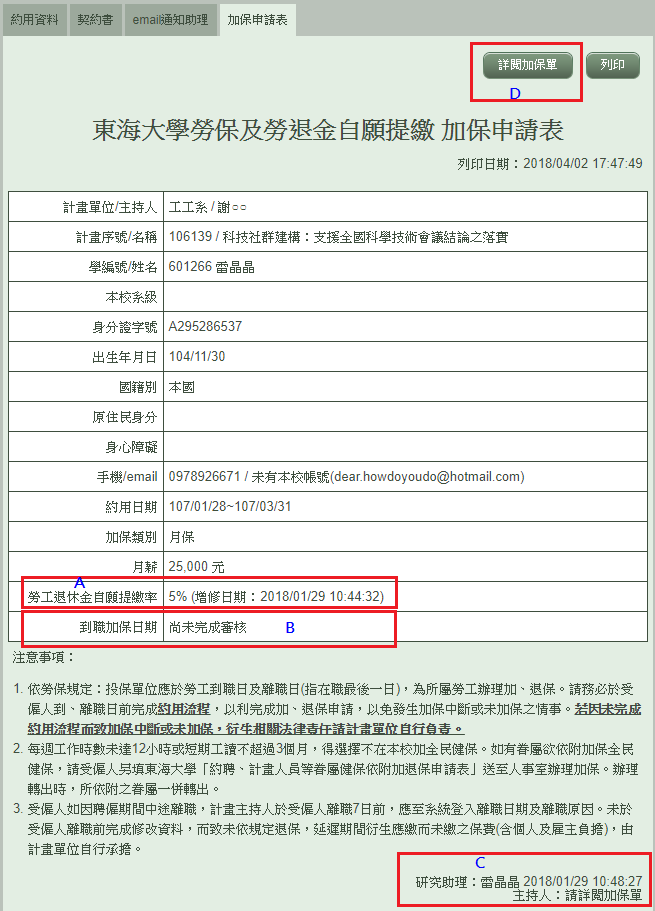 約用資料 契約書 email通知助理 加保申請表
詳閱加保單 列印
D
東海大學勞保及勞退金自願提繳 加保申請表
列印日期：2018/04/02 17:47:49
計畫單位/主持人 工工系 / 謝○○
計畫序號/名稱 106139 / 科技社群建構：支援全國科學技術會議結論之落實
學編號/姓名 601266 雷晶晶
本校系級
身分證字號 A295286537
出生年月日 104/11/30
國籍別 本國
原住民身分
身心障礙
手機/email 0978926671 / 未有本校帳號(dear.howdoyoudo@hotmail.com)
約用日期 107/01/28~107/03/31
加保類別 月保
月薪 25,000 元
A
勞工退休金自願提繳率 5% (增修日期：2018/01/29 10:44:32)
到職加保日期 尚未完成審核 B
注意事項：
1. 依勞保規定：投保單位應於勞工到職日及離職日(指在職最後一日)，為所屬勞工辦理加、退保。請務必於受
僱人到、離職日前完成約用流程，以利完成加、退保申請，以免發生加保中斷或未加保之情事。若因未完成
約用流程而致加保中斷或未加保，衍生相關法律責任請計畫單位自行負責。
2. 每週工作時數未達12小時或短期工讀不超過3個月，得選擇不在本校加全民健保。如有眷屬欲依附加保全民
健保，請受僱人另填東海大學「約聘、計畫人員等眷屬健保依附加退保申請表」送至人事室辦理加保。辦理
轉出時，所依附之眷屬一併轉出。
3. 受僱人如因聘僱期間中途離職，計畫主持人於受僱人離職7日前，應至系統登入離職日期及離職原因。未於
受僱人離職前完成修改資料，而致未依規定退保，延遲期間衍生應繳而未繳之保費(含個人及雇主負擔)，由
計畫單位自行承擔。
C
研究助理：雷晶晶 2018/01/29 10:48:27
主持人：請詳閱加保單